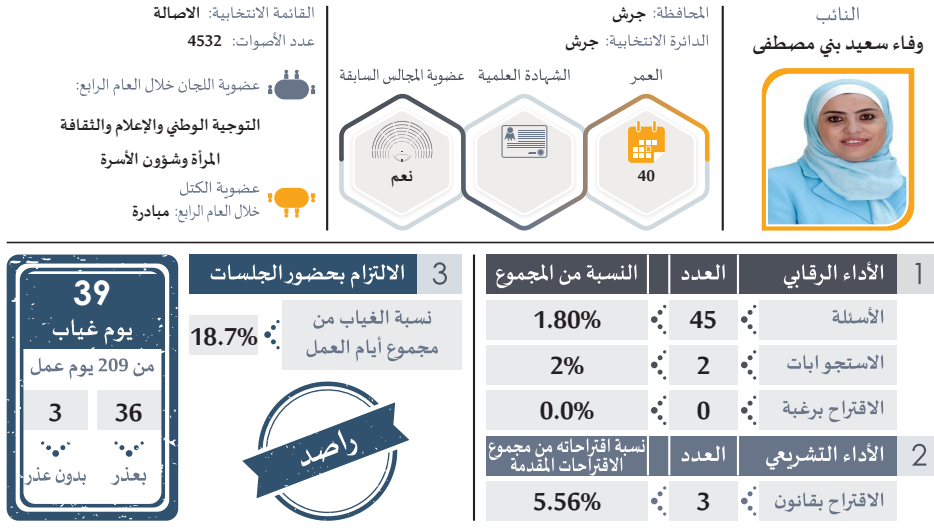 النائب
وفاء سعيد بني مصطفى
المحافظة: جرش
الدائرة الانتخابية: جرش
العمر
40
الشهادة العلمية
عضوية المجالس السابقة
نعم
القائمة الانتخابية: الاصالة
عدد الأصوات: 4532
عضوية اللجان خلال العام الرابع:
التوجية الوطني والإعلام والثقافة
المرأة وشؤون الأسرة
عضوية الكتل
خلال العام الرابع: مبادرة
1 الأداء الرقابي العدد النسبة من المجموع
الأسئلة 45 1.80%
الاستجوابات 2 2%
الاقتراح برغبة 0 0.0%
2 الأداء التشريعي العدد نسبة اقتراحاته من مجموع
الاقتراحات المقدمة
الاقتراح بقانون 3 5.56%
3 الالتزام بحضور الجلسات
نسبة الغياب من
مجموع أيام العمل
18.7%
راصد
39
يوم غياب
من 209 يوم عمل
36 3
بعذر بدون عذر